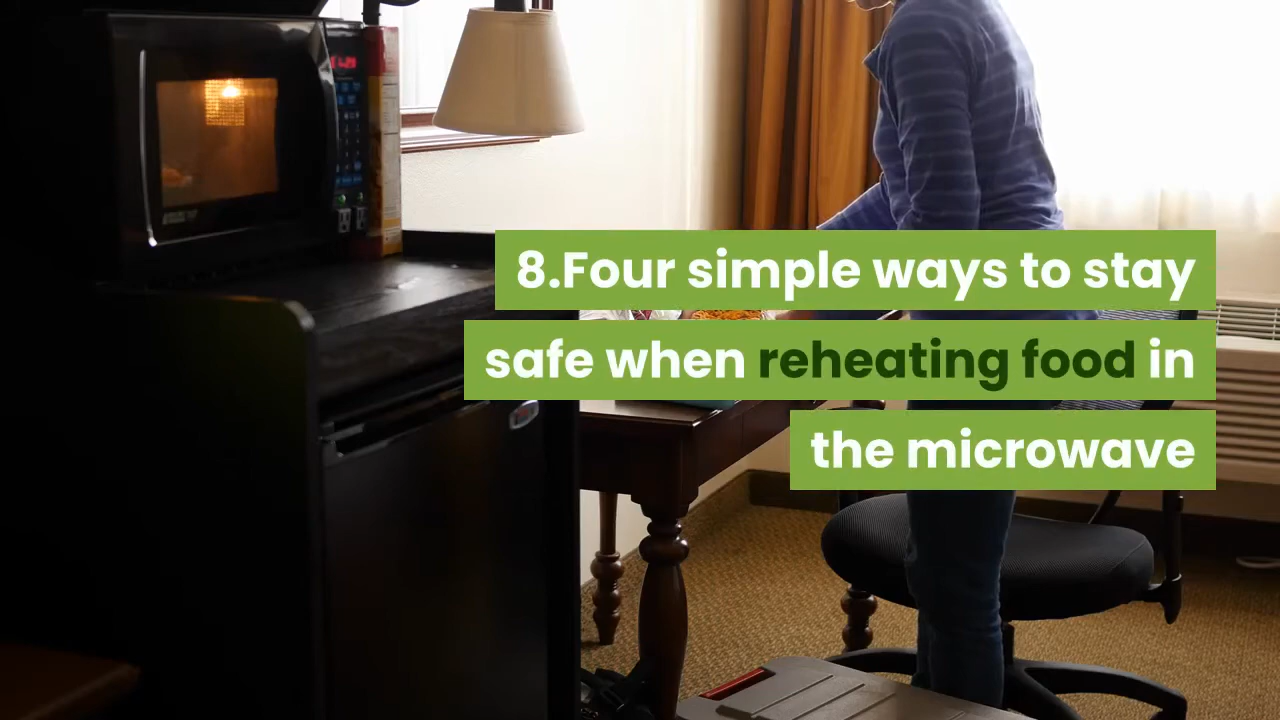 8.Four simple ways to stay
safe when reheating food in
the microwave